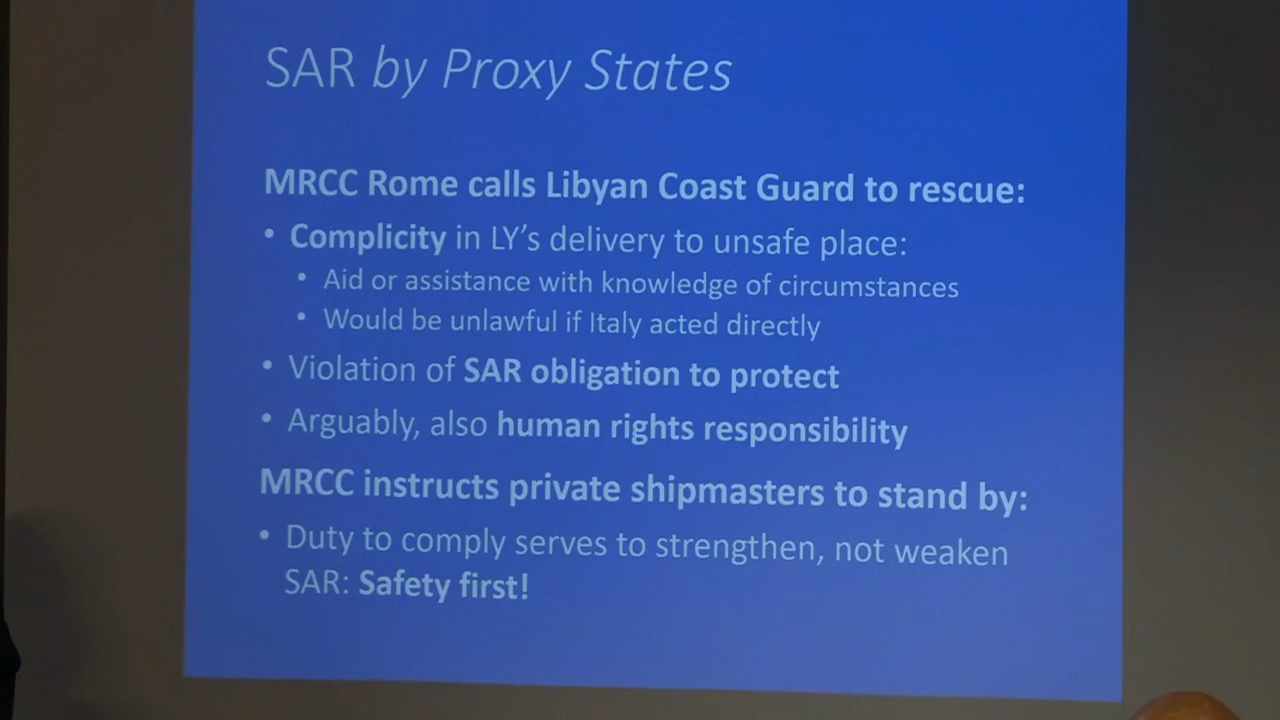 SAR by Proxy States
MRCC Rome calls Libyan Coast Guard to rescue:
• Complicity in LY's delivery to unsafe place:
• Aid or assistance with knowledge of circumstances
• Would be unlawful if Italy acted directly
• Violation of SAR obligation to protect
• Arguably, also human rights responsibility
MRCC instructs private shipmasters to stand by:
• Duty to comply serves to strengthen, not weaken
SAR: Safety first!